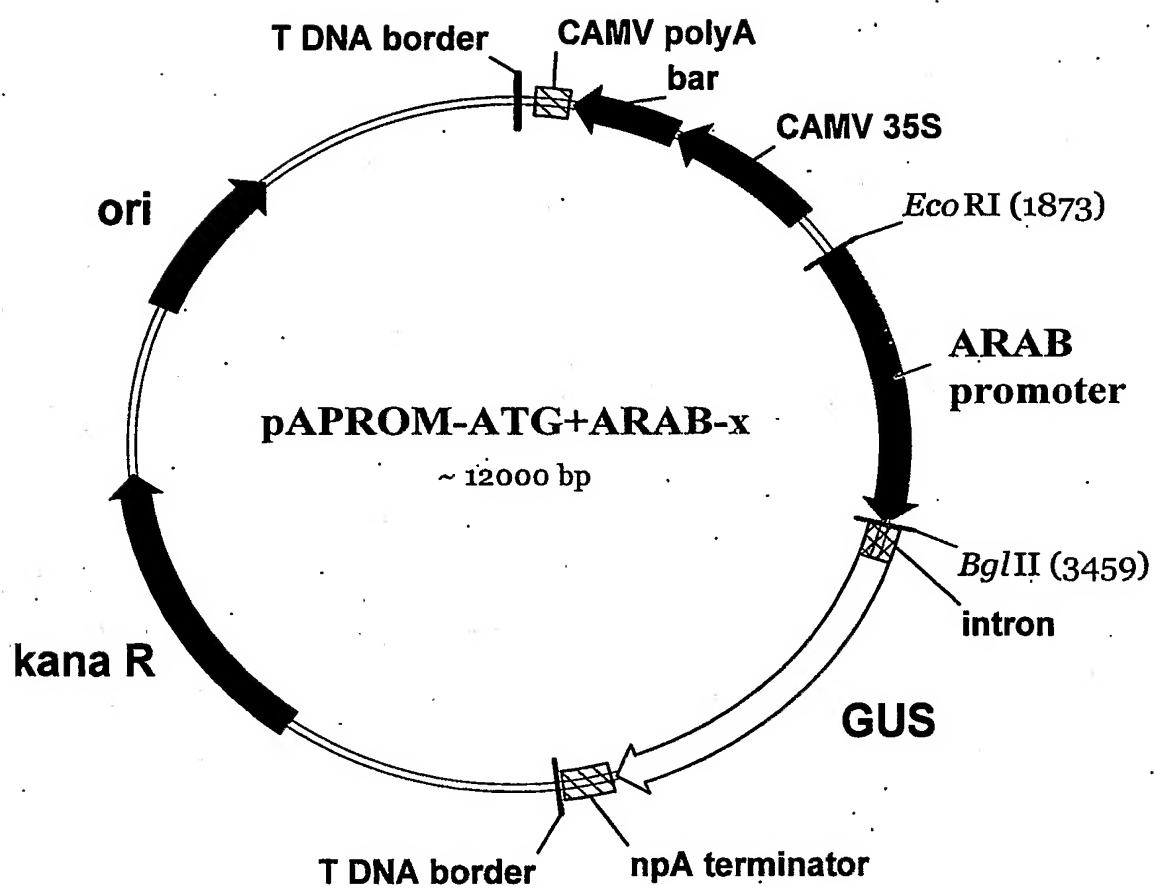 T DNA border
CAMV polyA
bar
CAMV 35S
EcoRI (1873)
ori
ARAB
promoter
pAPROM-ATG+ARAB-x
~ 12000 bp
BglII (3459)
intron
kana R
GUS
T DNA border
npA terminator